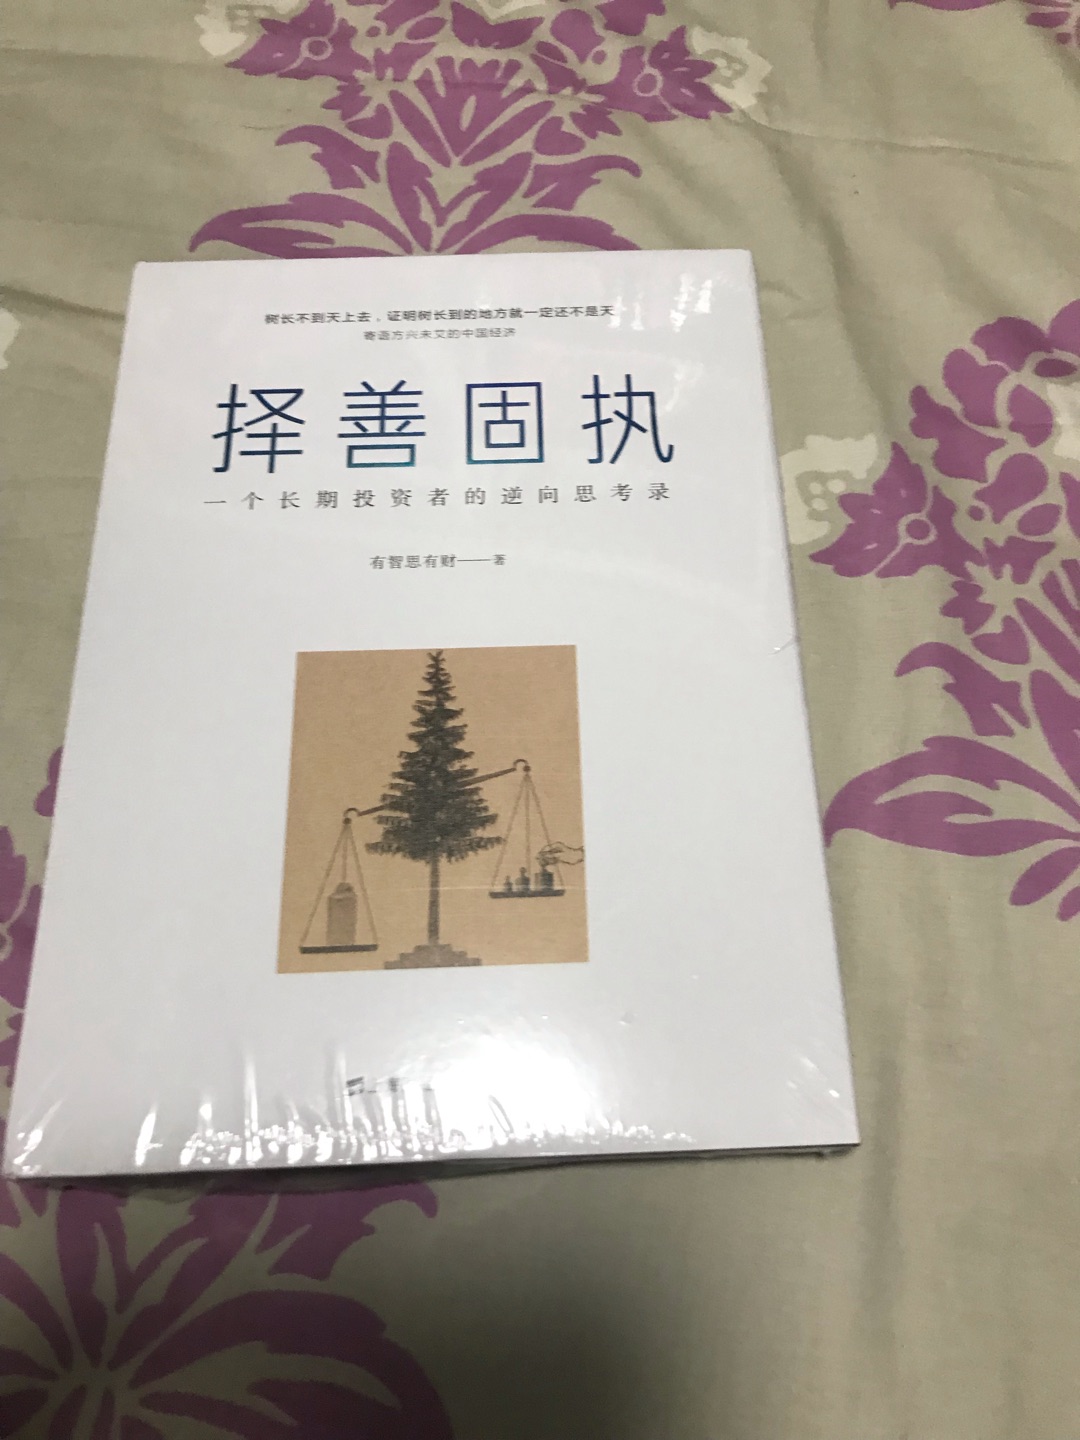 树长不到天上去，证明树长到的地方就一定还不是天
寄语方兴未艾的中国经济
择善固执
一个长期投资者的逆向思考录
有智思有财——著